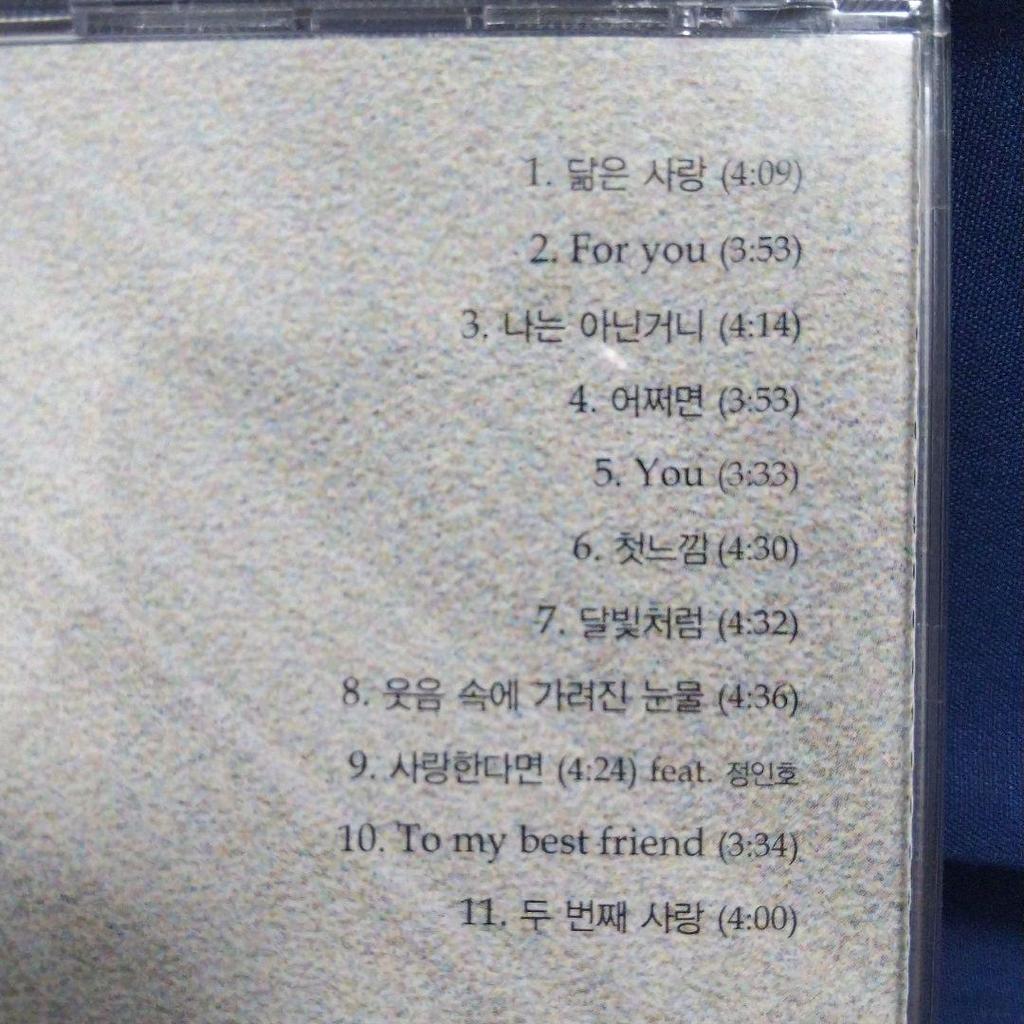 1. 닮은 사랑 (4:09)
2. For you (3:53)
3. 나는 아닌거니 (4:14)
4. 어쩌면 (3:53)
5. You (3:33)
6. 첫느낌 (4:30)
7. 달빛처럼 (4:32)
8. 웃음 속에 가려진 눈물 (4:36)
9. 사랑한다면 (4:24) feat. 정인호
10. To my best friend (3:34)
11. 두 번째 사랑 (4:00)